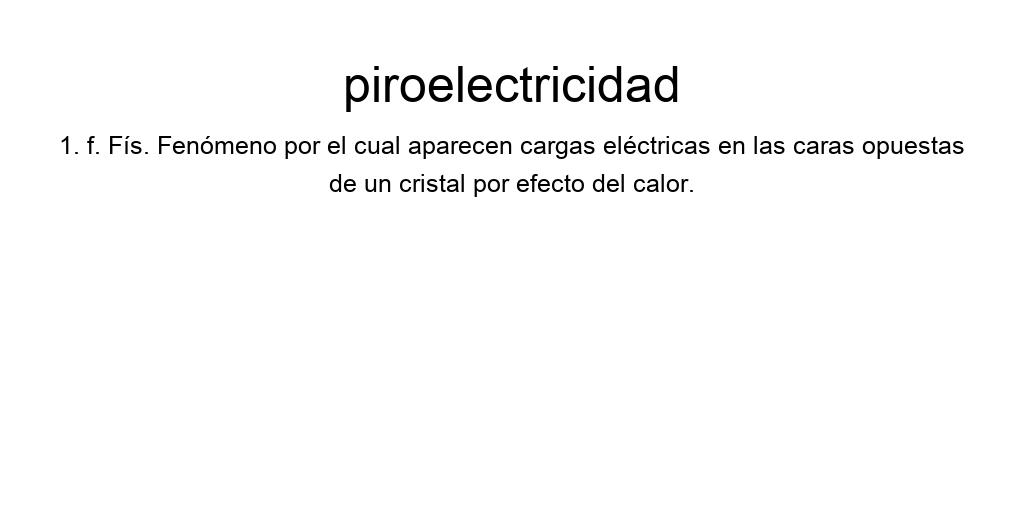 piroelectricidad
1. f. Fís. Fenómeno por el cual aparecen cargas eléctricas en las caras opuestas
de un cristal por efecto del calor.